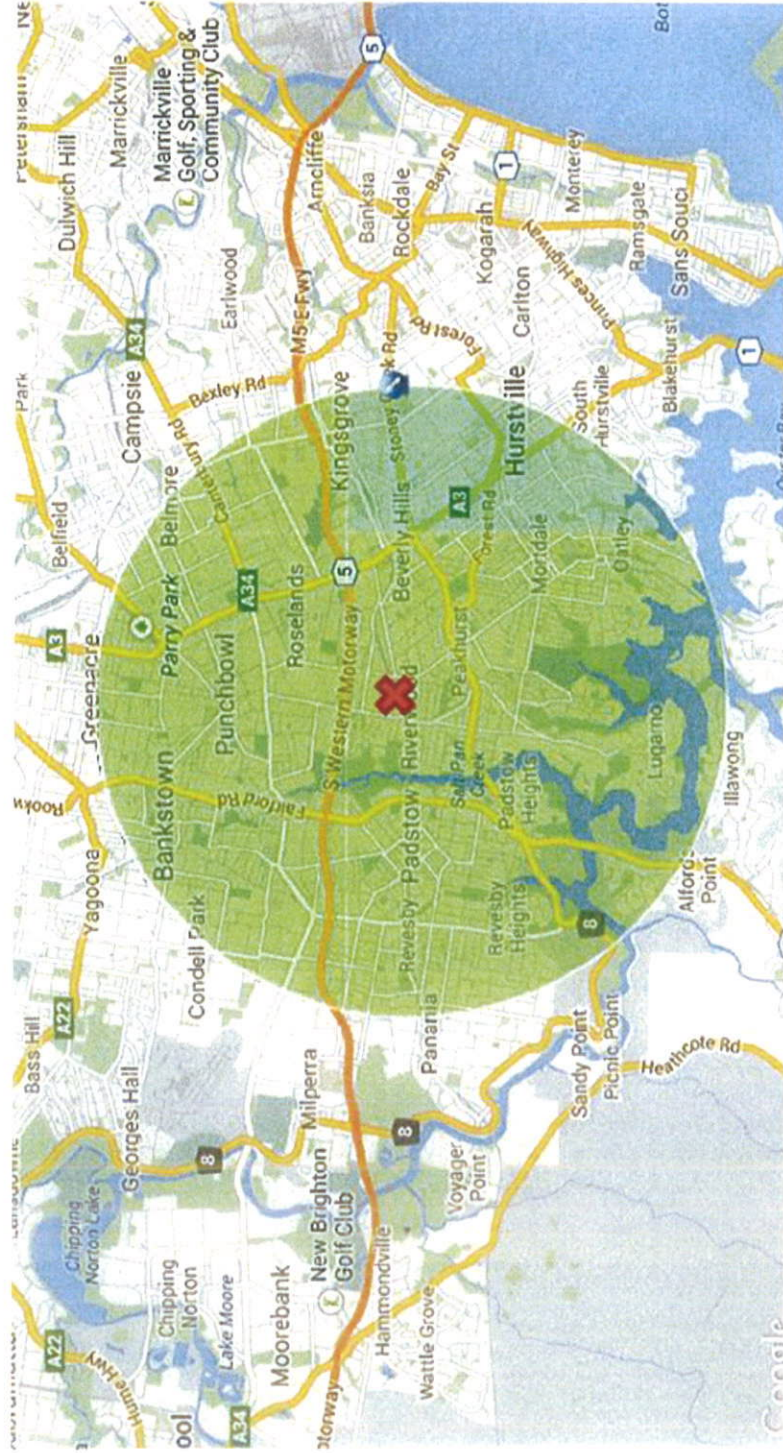 Park
Bass Hill
A22
Yagoona
Greenacre
A3
Belfield
Dulwich Hill
A22
Hume Hwy
Chipping
Norton Lake
Georges Hall
Marrickville
A34
Campsie
Bankstown
Parry Park
Belmore
Marrickville
Golf, Sporting &
Community Club
Chipping
Norton
Condell Park
Canterbury Rd
Bexley Rd
Earlwood
ool
Lake Moore
8
Punchbowl
A34
Fairford Rd
A34
Moorebank
Roselands
M5 E Fwy
Arncliffe
New Brighton
Golf Club
Milperra
S Western Motorway
5
Kingsgrove
Banksia
5
otorway
Hammondville
8
Revesby
Padstow
Beverly Hills
Stoney
k Rd
Rockdale
Forest Rd
Bay St
Wattle Grove
Panania
Peakhurst
A3
Forest Rd
Kogarah
1
Voyager
Point
Salt Pan
Creek
Padstow
Heights
Revesby
Heights
Hurstville
Carlton
Mortdale
South
Hurstville
Princes Highway
Monterey
Sandy Point
Picnic Point
8
Oatley
Ramsgate
Lugarno
Blakehurst
Sans Souci
Heathcote Rd
Alfords
Point
Illawong
1